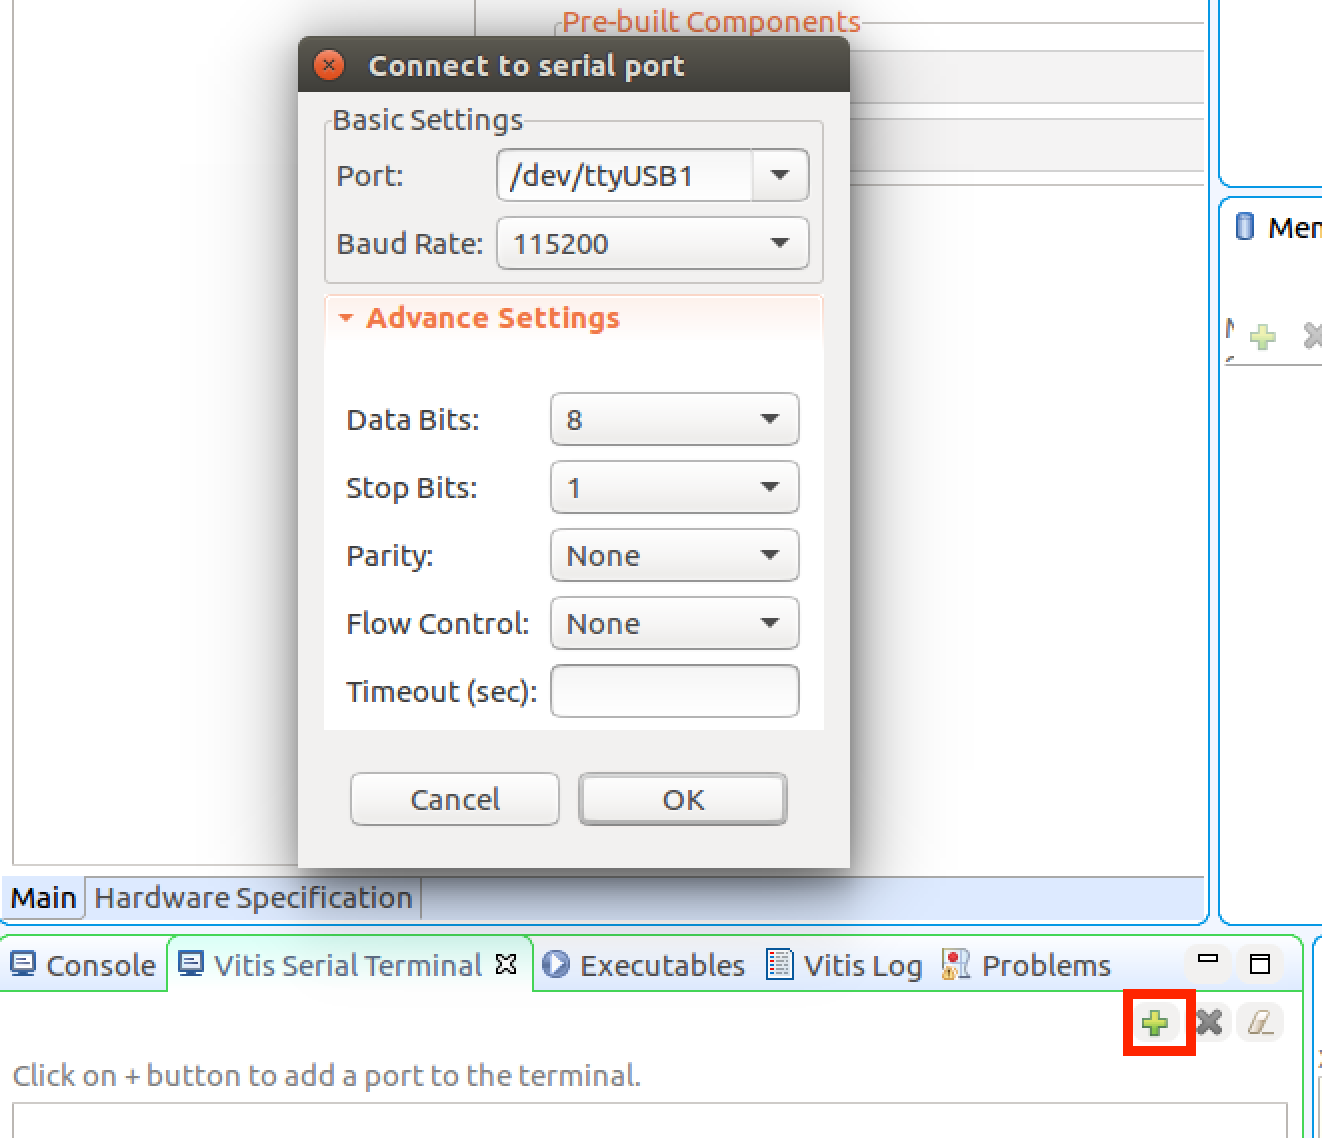 Pre-built Components
Connect to serial port
Basic Settings
Port: /dev/ttyUSB1
Baud Rate: 115200
Advance Settings
Data Bits: 8
Stop Bits: 1
Parity: None
Flow Control: None
Timeout (sec):
Cancel OK
Main Hardware Specification
Console Vitis Serial Terminal Executables Vitis Log Problems
Click on + button to add a port to the terminal.